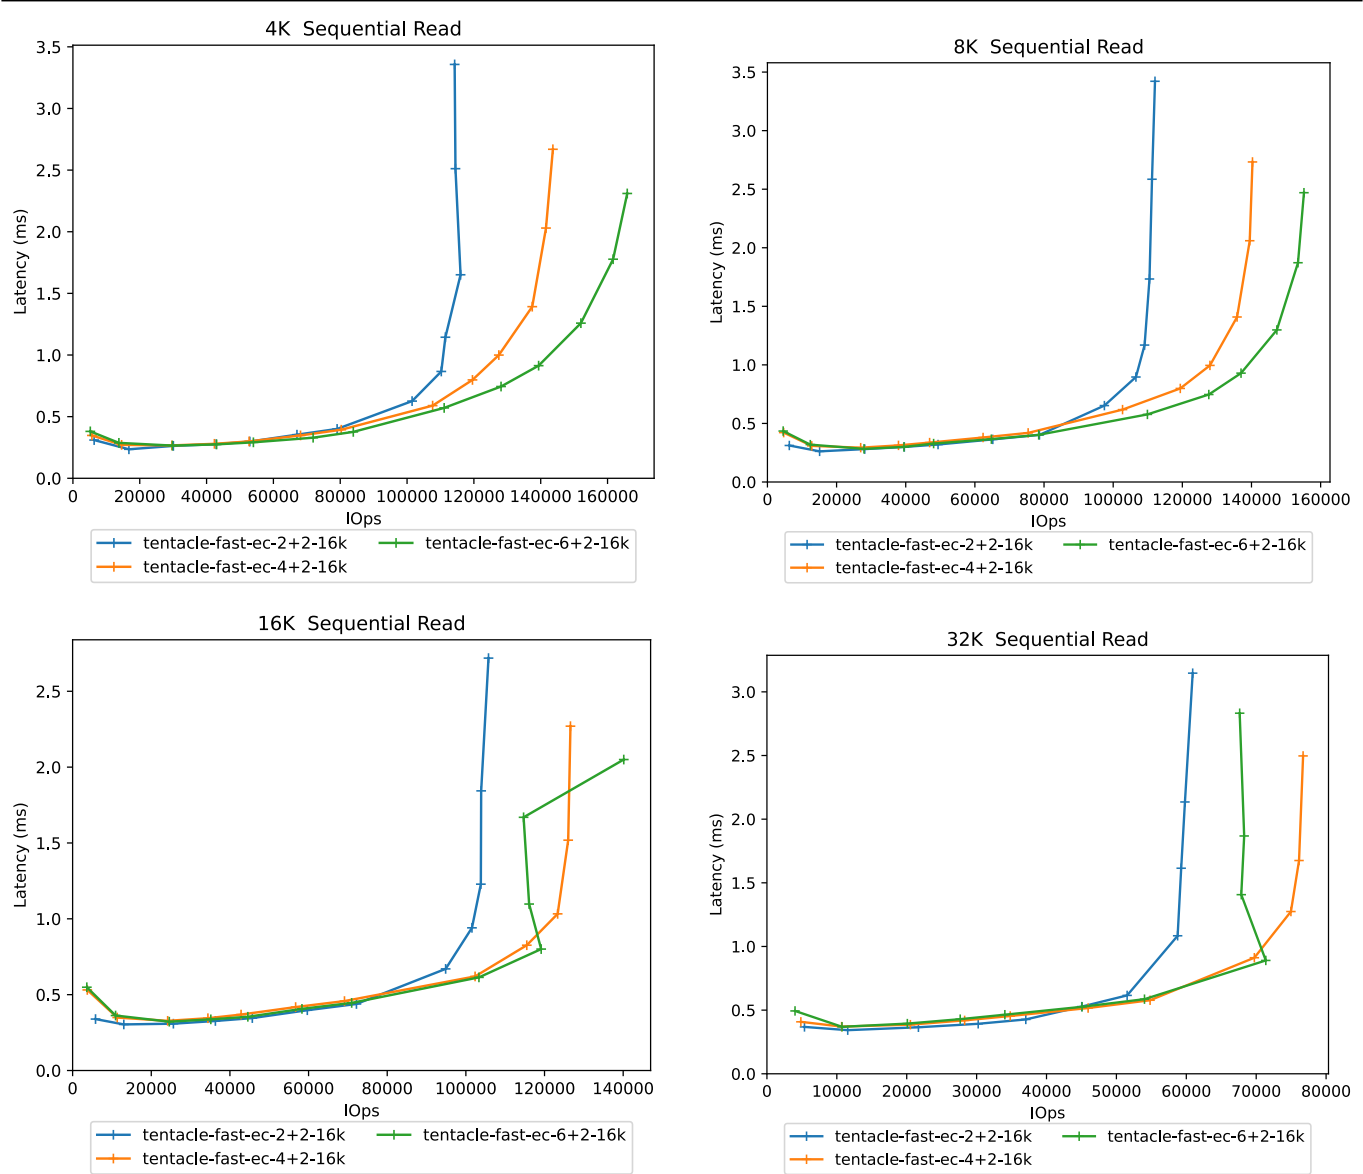 4K  Sequential Read
3.5
3.0
2.5
2.0
1.5
1.0
0.5
0.0
Latency (ms)
0 20000 40000 60000 80000 100000 120000 140000 160000
IOps
tentacle-fast-ec-2+2-16k tentacle-fast-ec-6+2-16k
tentacle-fast-ec-4+2-16k
8K  Sequential Read
3.5
3.0
2.5
2.0
1.5
1.0
0.5
0.0
Latency (ms)
0 20000 40000 60000 80000 100000 120000 140000 160000
IOps
tentacle-fast-ec-2+2-16k tentacle-fast-ec-6+2-16k
tentacle-fast-ec-4+2-16k
16K  Sequential Read
2.5
2.0
1.5
1.0
0.5
0.0
Latency (ms)
0 20000 40000 60000 80000 100000 120000 140000
IOps
tentacle-fast-ec-2+2-16k tentacle-fast-ec-6+2-16k
tentacle-fast-ec-4+2-16k
32K  Sequential Read
3.0
2.5
2.0
1.5
1.0
0.5
0.0
Latency (ms)
0 10000 20000 30000 40000 50000 60000 70000 80000
IOps
tentacle-fast-ec-2+2-16k tentacle-fast-ec-6+2-16k
tentacle-fast-ec-4+2-16k